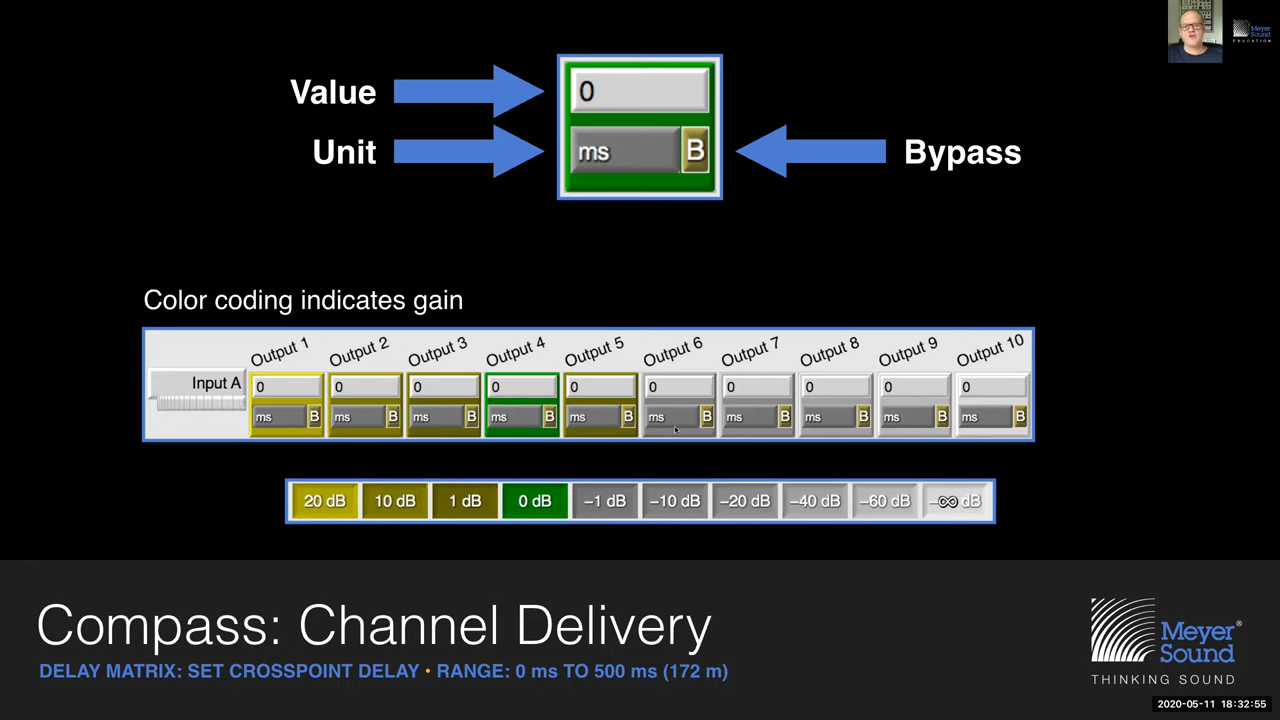 Meyer
Sound
EDUCATION
Value
0
Unit
ms B
Bypass
Color coding indicates gain
Output 1 Output 2 Output 3 Output 4 Output 5 Output 6 Output 7 Output 8 Output 9 Output 10
Input A
0 0 0 0 0 0 0 0 0 0
ms B ms B ms B ms B ms B ms B ms B ms B ms B ms B
20 dB 10 dB 1 dB 0 dB −1 dB −10 dB −20 dB −40 dB −60 dB −∞ dB
Compass: Channel Delivery
DELAY MATRIX: SET CROSSPOINT DELAY • RANGE: 0 ms TO 500 ms (172 m)
Meyer®
Sound
THINKING SOUND
2020-05-11 18:32:55